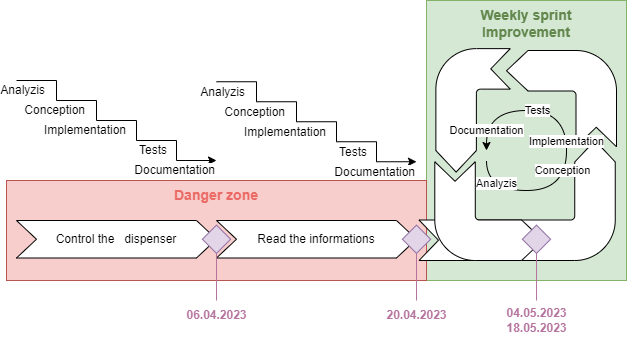 Weekly sprint
Improvement
Analyzis
Conception
Implementation
Tests
Documentation
Analyzis
Conception
Implementation
Tests
Documentation
Tests
Documentation
Implementation
Conception
Analyzis
Danger zone
Control the dispenser
Read the informations
06.04.2023
20.04.2023
04.05.2023
18.05.2023